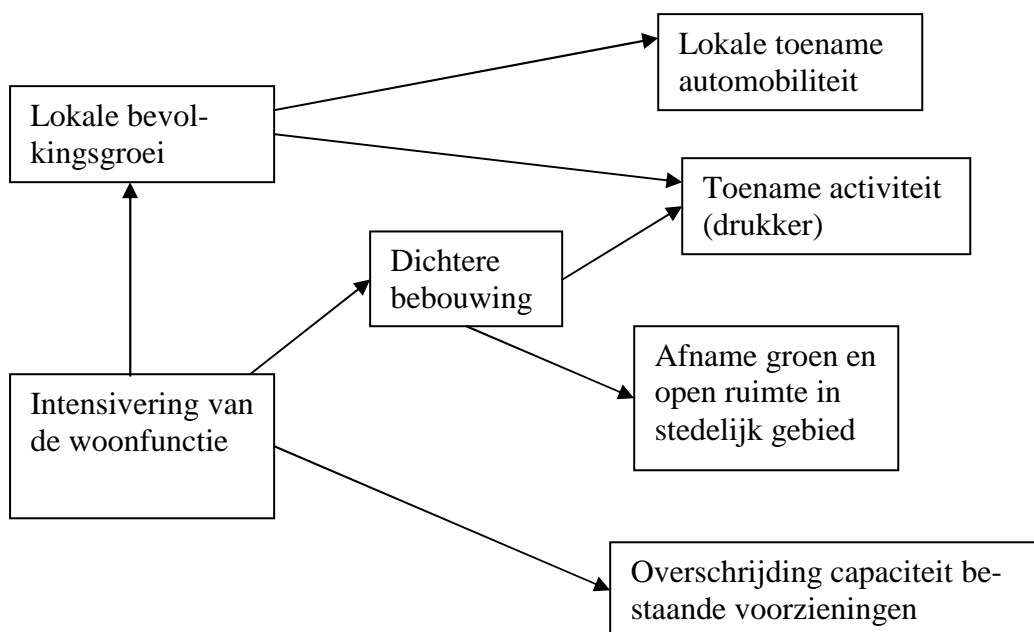 Lokale toename
automobiliteit
Lokale bevol-
kingsgroei
Toename activiteit
(drukker)
Dichtere
bebouwing
Afname groen en
open ruimte in
stedelijk gebied
Intensivering van
de woonfunctie
Overschrijding capaciteit be-
staande voorzieningen